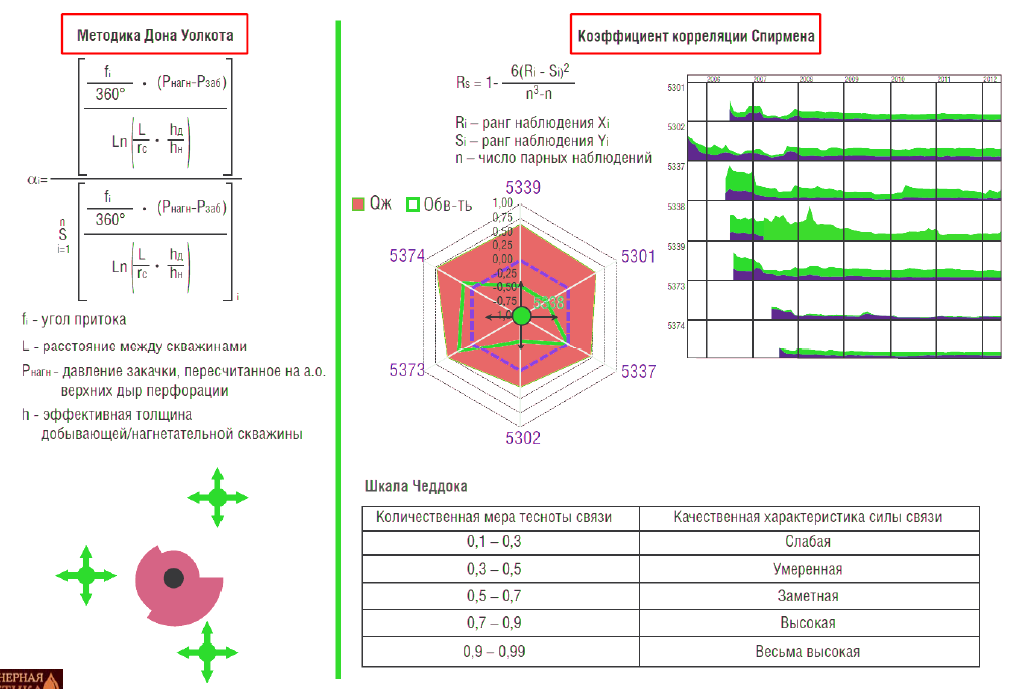 Методика Дона Уолкота
fᵢ
360°
· (Pнагн-Pзаб)
Ln
L
rс
·
hд
hн
αi=
n
S
i=1
fᵢ
360°
· (Pнагн-Pзаб)
Ln
L
rс
·
hд
hн
i
fᵢ - угол притока
L - расстояние между скважинами
Pнагн - давление закачки, пересчитанное на а.о.
верхних дыр перфорации
h - эффективная толщина
добывающей/нагнетательной скважины
НЕРНАЯ
Коэффициент корреляции Спирмена
Rs = 1- 6(Ri - Si)²
n³-n
Ri – ранг наблюдения Xi
Si – ранг наблюдения Yi
n – число парных наблюдений
Qж Обв-ть
5339
5301
5337
5302
5373
5374
5338
1,00
0,75
0,50
0,25
0,00
-0,25
-0,50
-0,75
-1,00
2006 2007 2008 2009 2010 2011 2012
5301
5302
5337
5338
5339
5373
5374
Шкала Чеддока
Количественная мера тесноты связи Качественная характеристика силы связи
0,1 – 0,3 Слабая
0,3 – 0,5 Умеренная
0,5 – 0,7 Заметная
0,7 – 0,9 Высокая
0,9 – 0,99 Весьма высокая